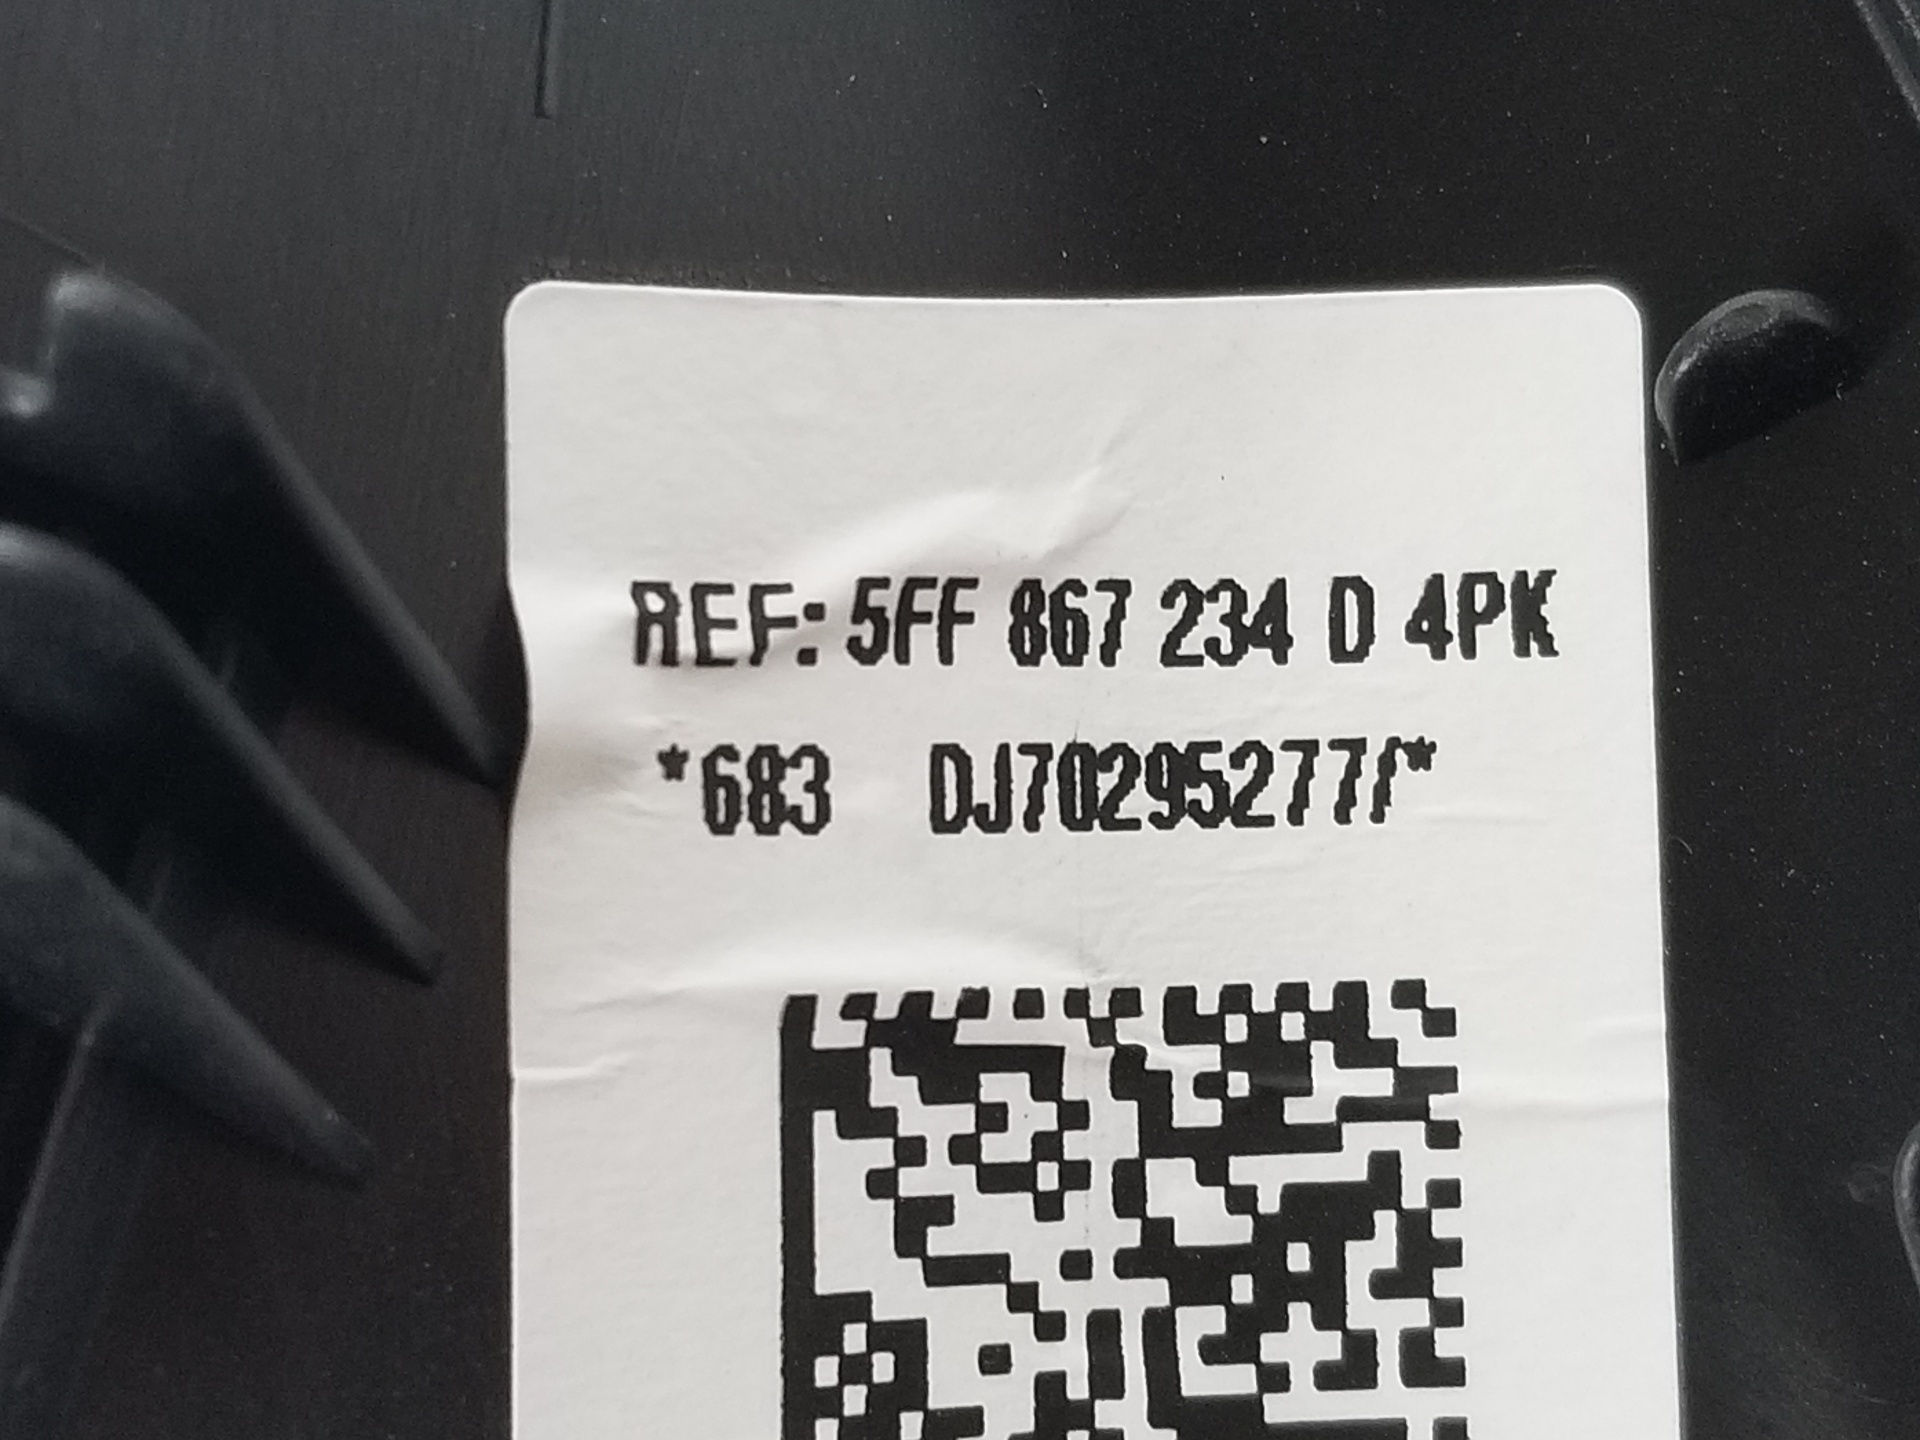 REF: 5FF 867 234 D 4PK
*683 DJ70295277/*